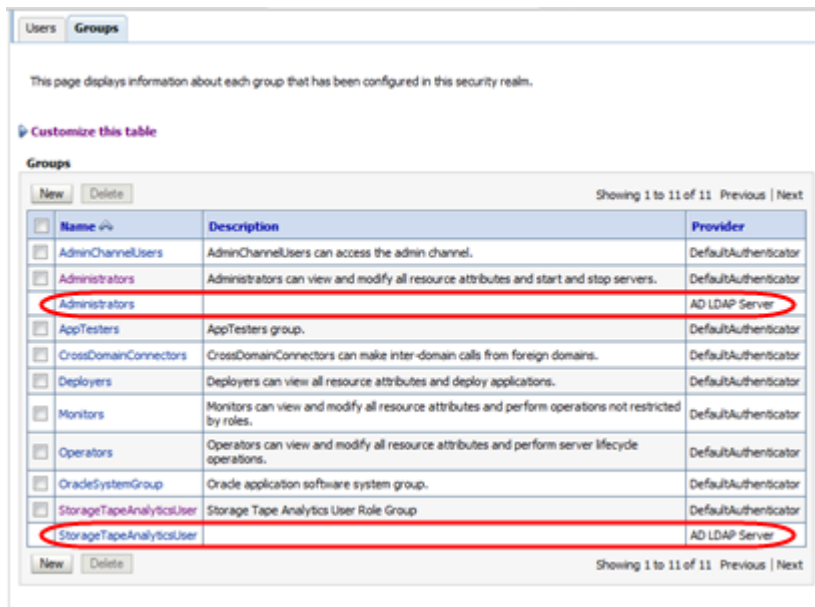 Users Groups
This page displays information about each group that has been configured in this security realm.
Customize this table
Groups
New Delete Showing 1 to 11 of 11 Previous | Next
Name Description Provider
AdminChannelUsers AdminChannelUsers can access the admin channel. DefaultAuthenticator
Administrators Administrators can view and modify all resource attributes and start and stop servers. DefaultAuthenticator
Administrators AD LDAP Server
AppTesters AppTesters group. DefaultAuthenticator
CrossDomainConnectors CrossDomainConnectors can make inter-domain calls from foreign domains. DefaultAuthenticator
Deployers Deployers can view all resource attributes and deploy applications. DefaultAuthenticator
Monitors Monitors can view and modify all resource attributes and perform operations not restricted by roles. DefaultAuthenticator
Operators Operators can view and modify all resource attributes and perform server lifecycle operations. DefaultAuthenticator
OracleSystemGroup Oracle application software system group. DefaultAuthenticator
StorageTapeAnalyticsUser Storage Tape Analytics User Role Group DefaultAuthenticator
StorageTapeAnalyticsUser AD LDAP Server
New Delete Showing 1 to 11 of 11 Previous | Next